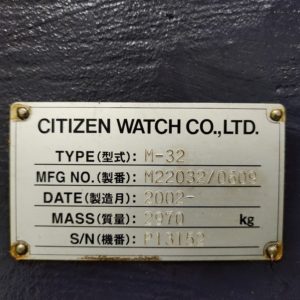 CITIZEN WATCH CO.,LTD.
TYPE(型式): M-32
MFG NO.(製番): M22032/0609
DATE(製造月): 2002-
MASS(質量): 2970 kg
S/N(機番): P13152